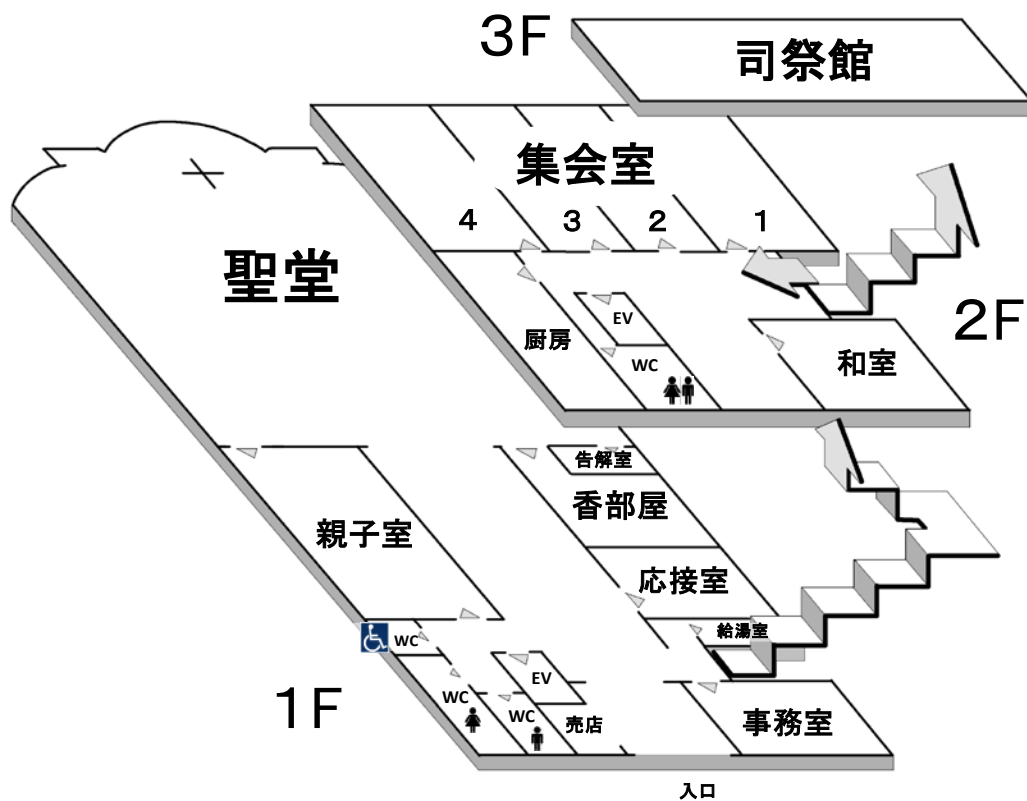 3F
司祭館
集会室
4
3
2
1
聖堂
2F
EV
厨房
WC
和室
告解室
香部屋
親子室
応接室
給湯室
WC
1F
EV
WC
WC
売店
事務室
入口